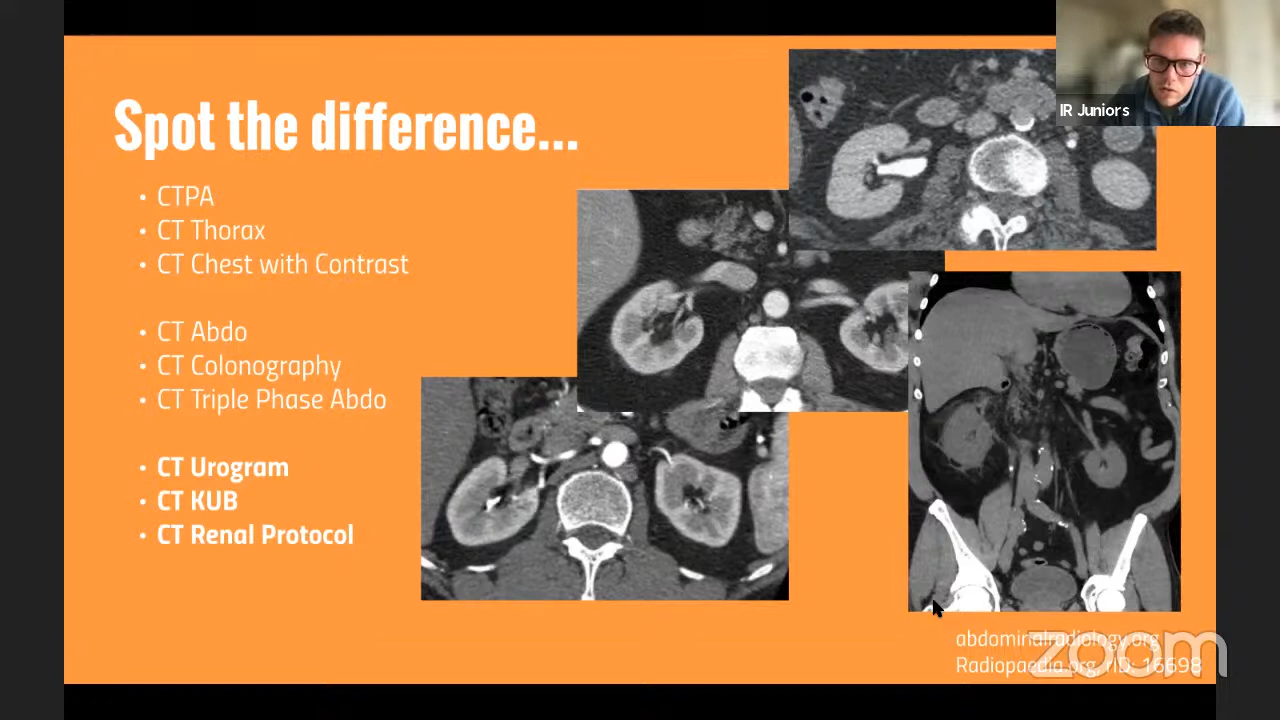 Spot the difference...
• CTPA
• CT Thorax
• CT Chest with Contrast
• CT Abdo
• CT Colonography
• CT Triple Phase Abdo
• CT Urogram
• CT KUB
• CT Renal Protocol
IR Juniors
abdominalradiology.org
Radiopaedia.org, rID: 16698
zoom